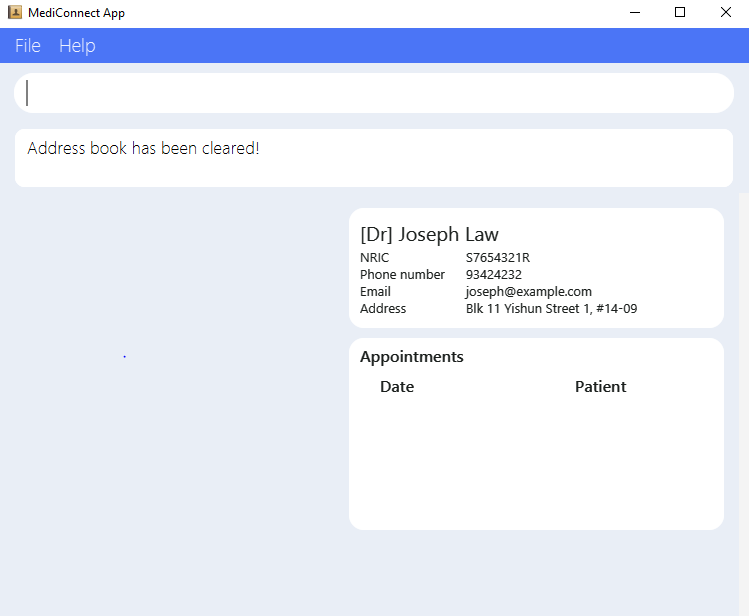 MediConnect App
File Help
Address book has been cleared!
[Dr] Joseph Law
NRIC S7654321R
Phone number 93424232
Email joseph@example.com
Address Blk 11 Yishun Street 1, #14-09
Appointments
Date Patient